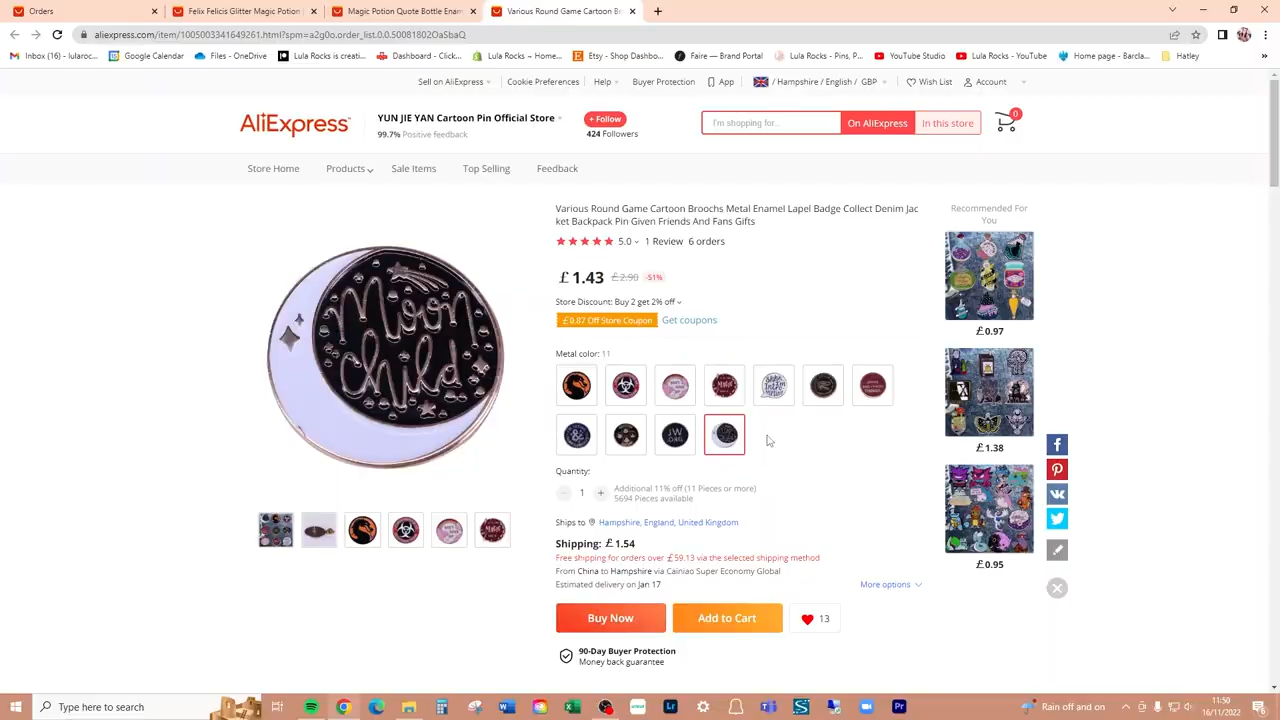 Orders
Felix Felicis Glitter Magic Potion
Magic Potion Quote Bottle Enam
Various Round Game Cartoon Br
aliexpress.com/item/1005003341649261.html?spm=a2g0o.order_list.0.0.50081802OaSbaQ
Inbox (56) - lularoc...
Google Calendar
Files - OneDrive
Lula Rocks is creati...
Dashboard - Click...
Lula Rocks ~ Home...
Etsy - Shop Dashbo...
Faire — Brand Portal
Lula Rocks - Pins, P...
YouTube Studio
Lula Rocks - YouTube
Home page - Barcla...
Hatley
Sell on AliExpress
Cookie Preferences
Help
Buyer Protection
App
/ Hampshire / English / GBP
Wish List
Account
AliExpress
YUN JIE YAN Cartoon Pin Official Store
99.7% Positive feedback
+ Follow
424 Followers
I'm shopping for...
On AliExpress
In this store
0
Store Home
Products
Sale Items
Top Selling
Feedback
Various Round Game Cartoon Broochs Metal Enamel Lapel Badge Collect Denim Jac
ket Backpack Pin Given Friends And Fans Gifts
5.0
1 Review
6 orders
£1.43
£2.90
-51%
Store Discount: Buy 2 get 2% off
£0.87 Off Store Coupon
Get coupons
Metal color: 11
Moon
child
JW
.ORG
Quantity:
1
Additional 11% off (11 Pieces or more)
5694 Pieces available
Ships to
Hampshire, England, United Kingdom
Shipping: £1.54
Free shipping for orders over £59.13 via the selected shipping method
From China to Hampshire via Cainiao Super Economy Global
Estimated delivery on Jan 17
More options
Buy Now
Add to Cart
13
90-Day Buyer Protection
Money back guarantee
Recommended For
You
£0.97
£1.38
£0.95
Type here to search
Rain off and on
11:50
16/11/2022